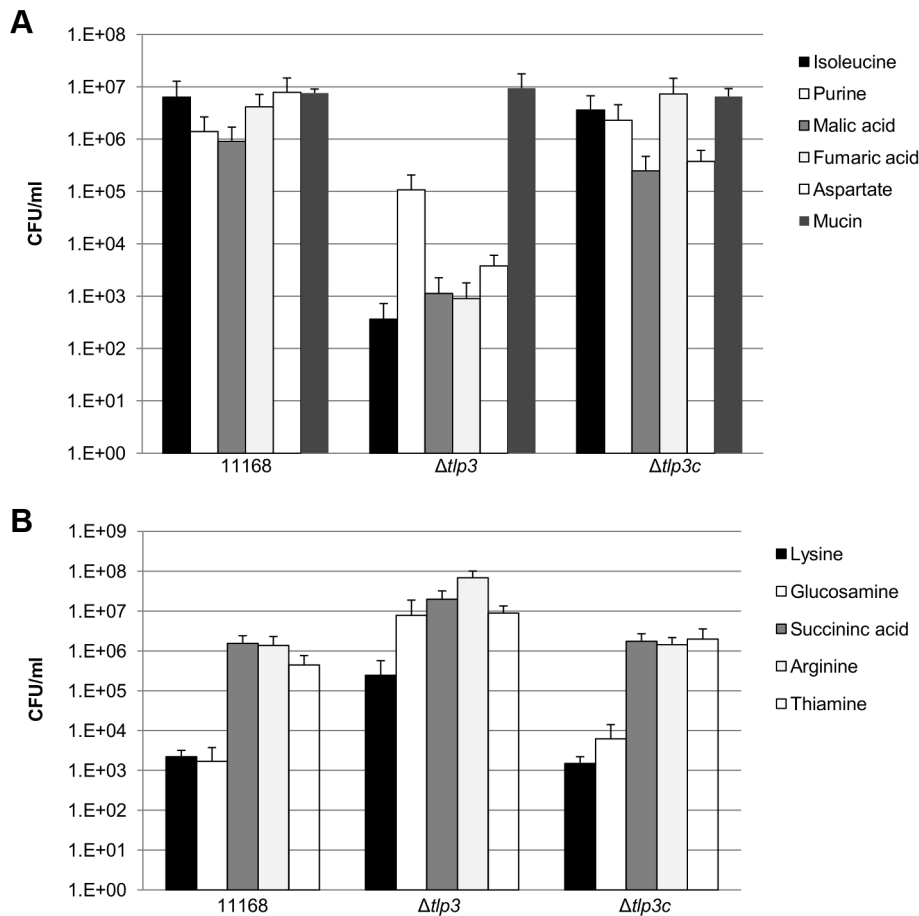 A
1.E+08
1.E+07
1.E+06
1.E+05
1.E+04
1.E+03
1.E+02
1.E+01
1.E+00
CFU/ml
11168
Δtlp3
Δtlp3c
Isoleucine
Purine
Malic acid
Fumaric acid
Aspartate
Mucin
B
1.E+09
1.E+08
1.E+07
1.E+06
1.E+05
1.E+04
1.E+03
1.E+02
1.E+01
1.E+00
CFU/ml
11168
Δtlp3
Δtlp3c
Lysine
Glucosamine
Succininc acid
Arginine
Thiamine